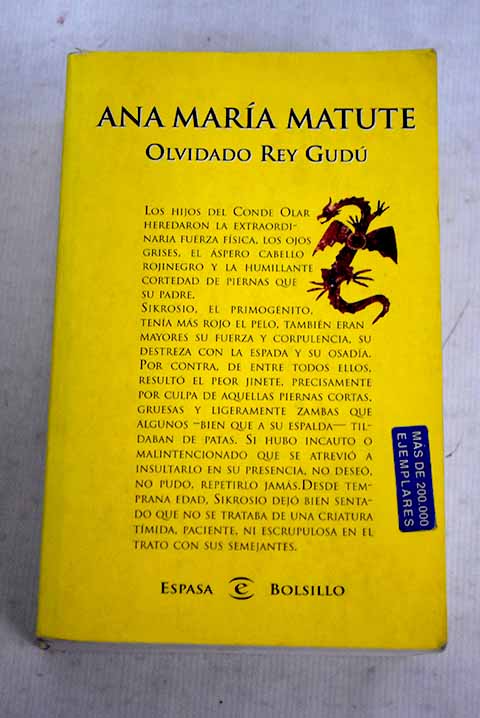 ANA MARÍA MATUTE
OLVIDADO REY GUDÚ
LOS HIJOS DEL CONDE OLAR
HEREDARON LA EXTRAORDI-
NARIA FUERZA FÍSICA, LOS OJOS
GRISES, EL ÁSPERO CABELLO
ROJINEGRO Y LA HUMILLANTE
CORTEDAD DE PIERNAS QUE
SU PADRE.
SIKROSIO, EL PRIMOGÉNITO,
TENÍA MÁS ROJO EL PELO, TAMBIÉN ERAN
MAYORES SU FUERZA Y CORPULENCIA, SU
DESTREZA CON LA ESPADA Y SU OSADÍA.
POR CONTRA, DE ENTRE TODOS ELLOS,
RESULTÓ EL PEOR JINETE, PRECISAMENTE
POR CULPA DE AQUELLAS PIERNAS CORTAS,
GRUESAS Y LIGERAMENTE ZAMBAS QUE
ALGUNOS –BIEN QUE A SU ESPALDA— TIL-
DABAN DE PATAS. SI HUBO INCAUTO O
MALINTENCIONADO QUE SE ATREVIÓ A
INSULTARLO EN SU PRESENCIA, NO DESEÓ,
NO PUDO, REPETIRLO JAMÁS.DESDE TEM-
PRANA EDAD, SIKROSIO DEJÓ BIEN SENTA-
DO QUE NO SE TRATABA DE UNA CRIATURA
TÍMIDA, PACIENTE, NI ESCRUPULOSA EN EL
TRATO CON SUS SEMEJANTES.
MÁS DE 200.000
EJEMPLARES
ESPASA e BOLSILLO